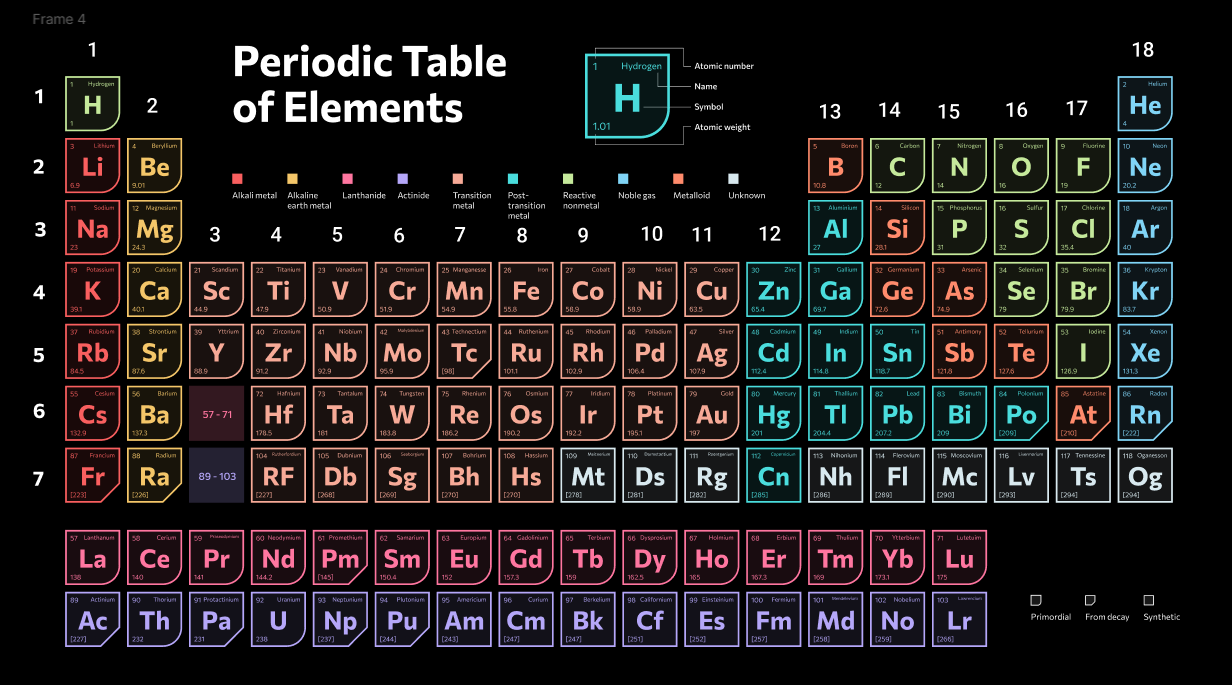 Frame 4
Periodic Table
of Elements
1 Hydrogen
H
1.01
Atomic number
Name
Symbol
Atomic weight
Alkali metal
Alkaline
earth metal
Lanthanide
Actinide
Transition
metal
Post-
transition
metal
Reactive
nonmetal
Noble gas
Metalloid
Unknown
1 2 3 4 5 6 7 8 9 10 11 12 13 14 15 16 17 18
1
1 Hydrogen
H
1
2 Helium
He
4
2
3 Lithium
Li
6.9
4 Beryllium
Be
9.01
5 Boron
B
10.8
6 Carbon
C
12
7 Nitrogen
N
14
8 Oxygen
O
16
9 Fluorine
F
19
10 Neon
Ne
20.2
3
11 Sodium
Na
23
12 Magnesium
Mg
24.3
13 Aluminium
Al
27
14 Silicon
Si
28.1
15 Phosphorus
P
31
16 Sulfur
S
32
17 Chlorine
Cl
35.4
18 Argon
Ar
40
4
19 Potassium
K
39.1
20 Calcium
Ca
40.1
21 Scandium
Sc
44.9
22 Titanium
Ti
47.9
23 Vanadium
V
50.9
24 Chromium
Cr
51.9
25 Manganesse
Mn
54.9
26 Iron
Fe
55.8
27 Cobalt
Co
58.9
28 Nickel
Ni
58.9
29 Copper
Cu
63.5
30 Zinc
Zn
65.4
31 Gallium
Ga
69.7
32 Germanium
Ge
72.6
33 Arsenic
As
74.9
34 Selenium
Se
79
35 Bromine
Br
79.9
36 Krypton
Kr
83.7
5
37 Rubidium
Rb
84.5
38 Strontium
Sr
87.6
39 Yttrium
Y
88.9
40 Zirconium
Zr
91.2
41 Niobium
Nb
92.9
42 Molybdenum
Mo
95.9
43 Technectium
Tc
[98]
44 Ruthenium
Ru
101.1
45 Rhodium
Rh
102.9
46 Palladium
Pd
106.4
47 Silver
Ag
107.9
48 Cadmium
Cd
112.4
49 Indium
In
114.8
50 Tin
Sn
118.7
51 Antimony
Sb
121.8
52 Tellurium
Te
127.6
53 Iodine
I
126.9
54 Xenon
Xe
131.3
6
55 Cesium
Cs
132.9
56 Barium
Ba
137.3
57 - 71
72 Hafnium
Hf
178.5
73 Tantalum
Ta
181
74 Tungsten
W
183.8
75 Rhenium
Re
186.2
76 Osmium
Os
190.2
77 Iridium
Ir
192.2
78 Platinum
Pt
195.1
79 Gold
Au
197
80 Mercury
Hg
201
81 Thallium
Tl
204.4
82 Lead
Pb
207.2
83 Bismuth
Bi
209
84 Polonium
Po
[209]
85 Astatine
At
[210]
86 Radon
Rn
[222]
7
87 Francium
Fr
[223]
88 Radium
Ra
[226]
89 - 103
104 Rutherfordium
RF
[227]
105 Dubnium
Db
[268]
106 Seaborgium
Sg
[269]
107 Bohrium
Bh
[270]
108 Hassium
Hs
[270]
109 Meitnerium
Mt
[278]
110
Ds
[281]
111
Rg
[281]
112 Copernicium
Cn
[285]
113 Nihonium
Nh
[286]
114 Flerovium
Fl
[289]
115 Moscovium
Mc
[290]
116 Livermorium
Lv
[293]
117 Tennessine
Ts
[294]
118 Oganesson
Og
[294]
57 Lanthanum
La
138
58 Cerium
Ce
140
59
Pr
141
60 Neodymium
Nd
144.2
61 Promethium
Pm
[145]
62 Samarium
Sm
150.4
63 Europium
Eu
152
64 Gadolinium
Gd
157.3
65 Terbium
Tb
159
66 Dysprosium
Dy
162.5
67 Holmium
Ho
165
68 Erbium
Er
167.3
69 Thulium
Tm
169
70 Ytterbium
Yb
173.1
71 Lutetuim
Lu
175
89 Actinium
Ac
[227]
90 Thorium
Th
232
91 Protactinium
Pa
231
92 Uranium
U
238
93 Neptunium
Np
[237]
94 Plutonium
Pu
[244]
95 Americium
Am
[243]
96 Curium
Cm
[247]
97 Berkelium
Bk
[247]
98 Californium
Cf
[251]
99 Einsteinium
Es
[252]
100 Fermium
Fm
[257]
101 Mendelevium
Md
[258]
102 Nobelium
No
[259]
103 Lawrencium
Lr
[266]
Primordial
From decay
Synthetic